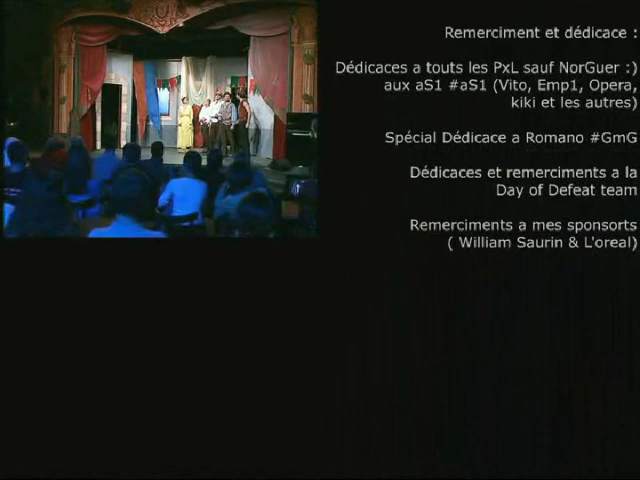 Remerciment et dédicace :
Dédicaces a touts les PxL sauf NorGuer :)
aux aS1 #aS1 (Vito, Emp1, Opera,
kiki et les autres)
Spécial Dédicace a Romano #GmG
Dédicaces et remerciments a la
Day of Defeat team
Remerciments a mes sponsorts
( William Saurin & L'oreal)